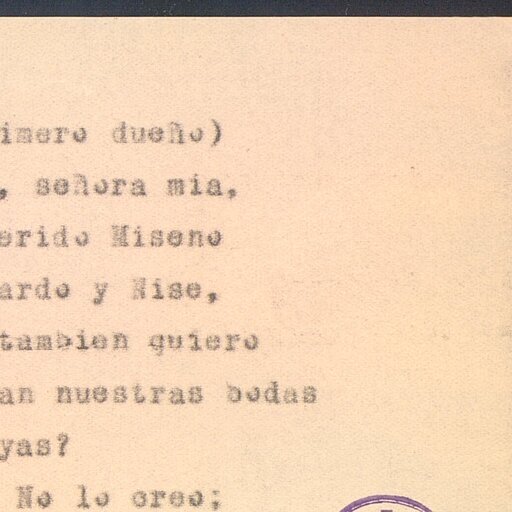 imero dueño)
, señora mia,
erido Miseno
ardo y Nise,
tambien quiero
an nuestras bodas
yas?
No lo creo;